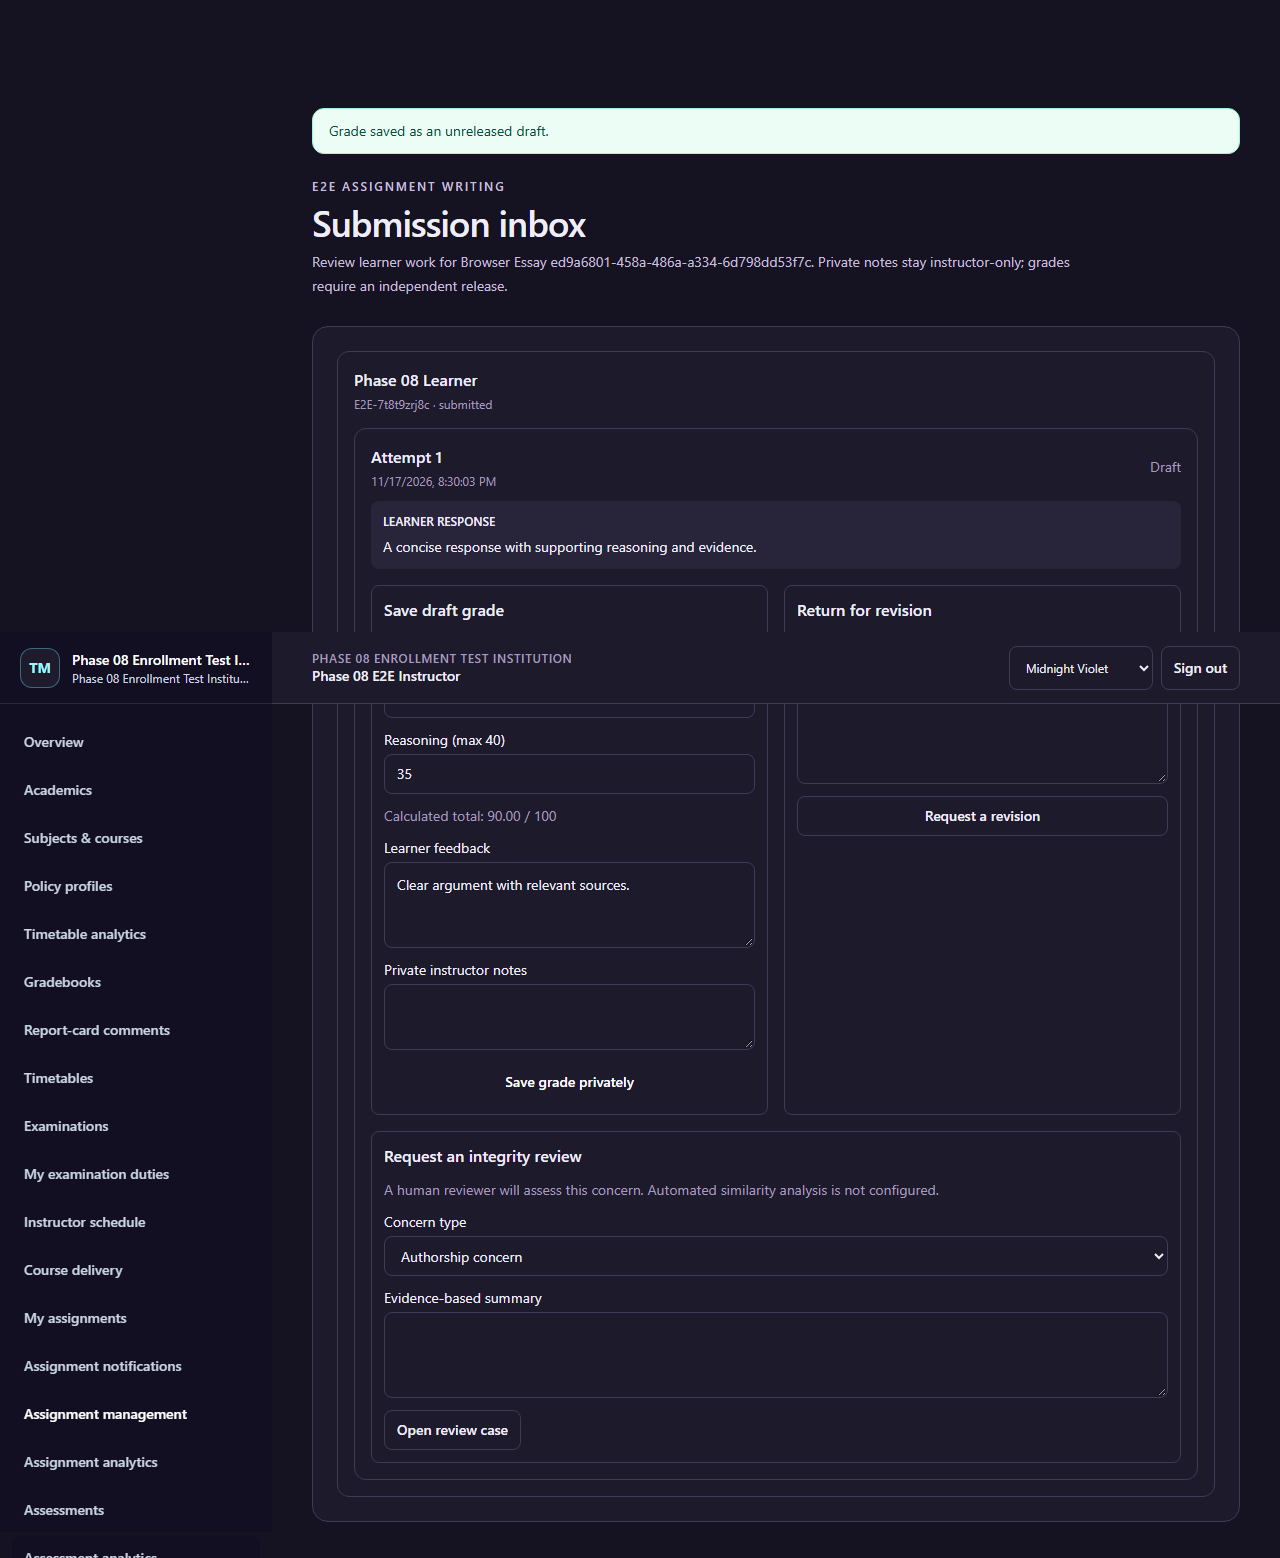 Grade saved as an unreleased draft.
E2E ASSIGNMENT WRITING
Submission inbox
Review learner work for Browser Essay ed9a6801-458a-486a-a334-6d798dd53f7c. Private notes stay instructor-only; grades
require an independent release.
Phase 08 Learner
E2E-7t8t9zrj8c · submitted
Attempt 1
11/17/2026, 8:30:03 PM
Draft
LEARNER RESPONSE
A concise response with supporting reasoning and evidence.
Save draft grade
Return for revision
TM
Phase 08 Enrollment Test I...
Phase 08 Enrollment Test Institu...
PHASE 08 ENROLLMENT TEST INSTITUTION
Phase 08 E2E Instructor
Midnight Violet
Sign out
Overview
Academics
Subjects & courses
Policy profiles
Timetable analytics
Gradebooks
Report-card comments
Timetables
Examinations
My examination duties
Instructor schedule
Course delivery
My assignments
Assignment notifications
Assignment management
Assignment analytics
Assessments
Assessment analytics
Reasoning (max 40)
35
Calculated total: 90.00 / 100
Learner feedback
Clear argument with relevant sources.
Private instructor notes
Save grade privately
Request a revision
Request an integrity review
A human reviewer will assess this concern. Automated similarity analysis is not configured.
Concern type
Authorship concern
Evidence-based summary
Open review case